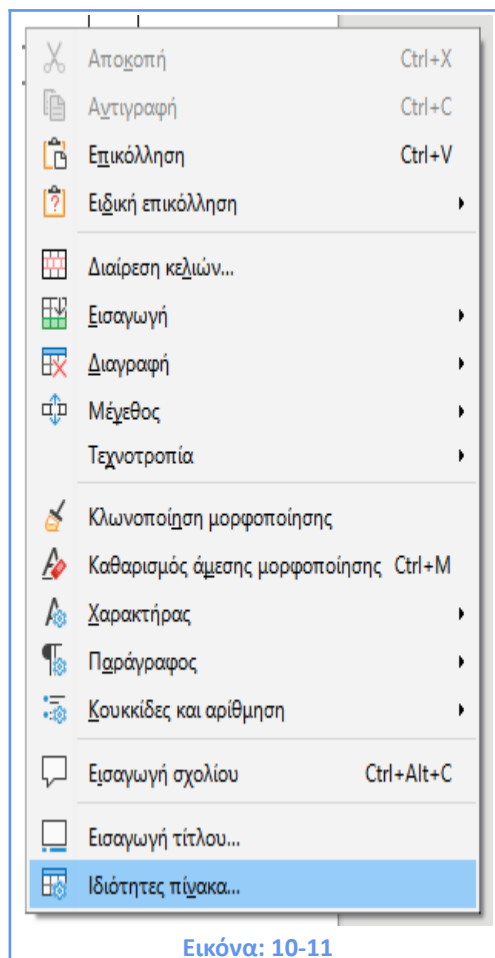 Αποκοπή Ctrl+X
Αντιγραφή Ctrl+C
Επικόλληση Ctrl+V
Ειδική επικόλληση
Διαίρεση κελιών...
Εισαγωγή
Διαγραφή
Μέγεθος
Τεχνοτροπία
Κλωνοποίηση μορφοποίησης
Καθαρισμός άμεσης μορφοποίησης Ctrl+M
Χαρακτήρας
Παράγραφος
Κουκκίδες και αρίθμηση
Εισαγωγή σχολίου Ctrl+Alt+C
Εισαγωγή τίτλου...
Ιδιότητες πίνακα...
Εικόνα: 10-11